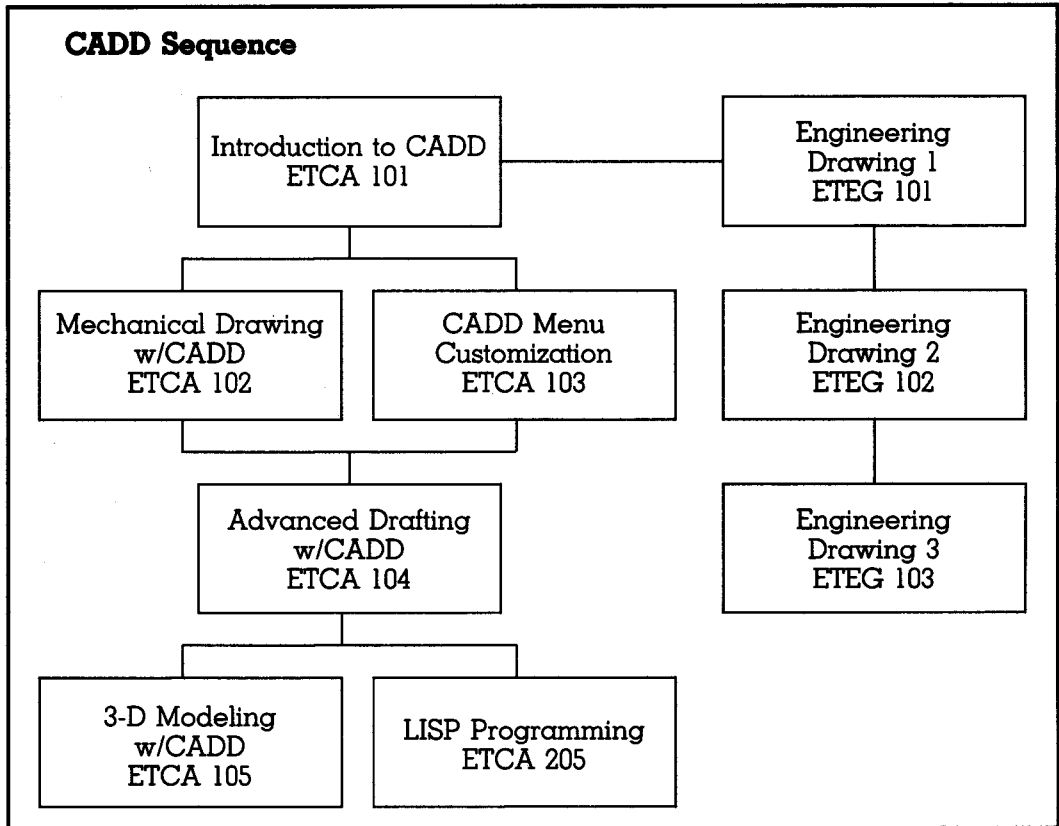 CADD Sequence
Introduction to CADD
ETCA 101
Engineering
Drawing 1
ETEG 101
Mechanical Drawing
w/CADD
ETCA 102
CADD Menu
Customization
ETCA 103
Engineering
Drawing 2
ETEG 102
Advanced Drafting
w/CADD
ETCA 104
Engineering
Drawing 3
ETEG 103
3-D Modeling
w/CADD
ETCA 105
LISP Programming
ETCA 205